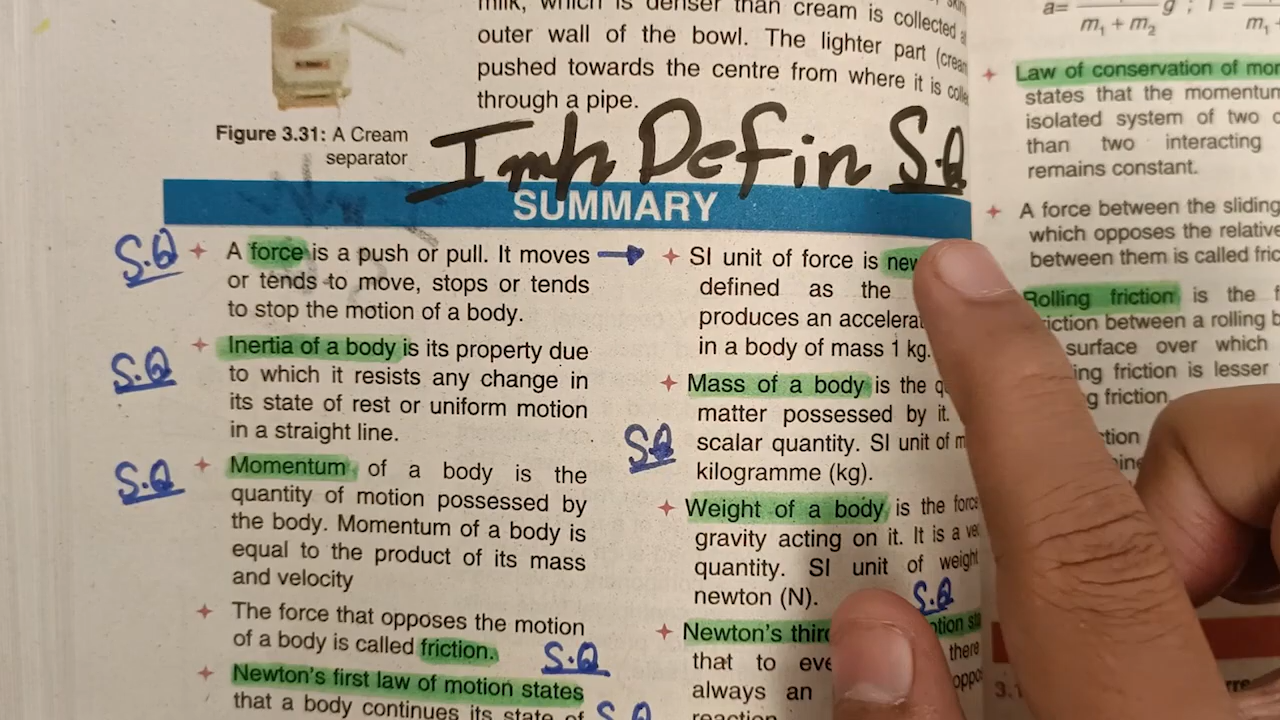 milk, which is denser than cream is collected
outer wall of the bowl. The lighter part (cream
pushed towards the centre from where it is
through a pipe.
Figure 3.31: A Cream
separator
Imp Defin S.Q
SUMMARY
S.Q
A force is a push or pull. It moves
or tends to move, stops or tends
to stop the motion of a body.
S.Q
Inertia of a body is its property due
to which it resists any change in
its state of rest or uniform motion
in a straight line.
S.Q
Momentum of a body is the
quantity of motion possessed by
the body. Momentum of a body is
equal to the product of its mass
and velocity
The force that opposes the motion
of a body is called friction.
S.Q
Newton's first law of motion states
that a body continues its state of
S.Q
SI unit of force is
defined as the
produces an
in a body of mass 1 kg.
Mass of a body is the
matter possessed by it.
scalar quantity. SI unit of
S.Q
kilogramme (kg).
Weight of a body is the force
gravity acting on it. It is a
quantity. SI unit of weight
newton (N).
S.Q
Newton's
that to
there
always an
reaction
a= g ;
m₁ + m₂
m₁
Law of conservation of
states that the momentum
isolated system of two
than two interacting
remains constant.
A force between the sliding
which opposes the relative
between them is called
Rolling friction is the
between a rolling
surface over which
friction is lesser
friction.